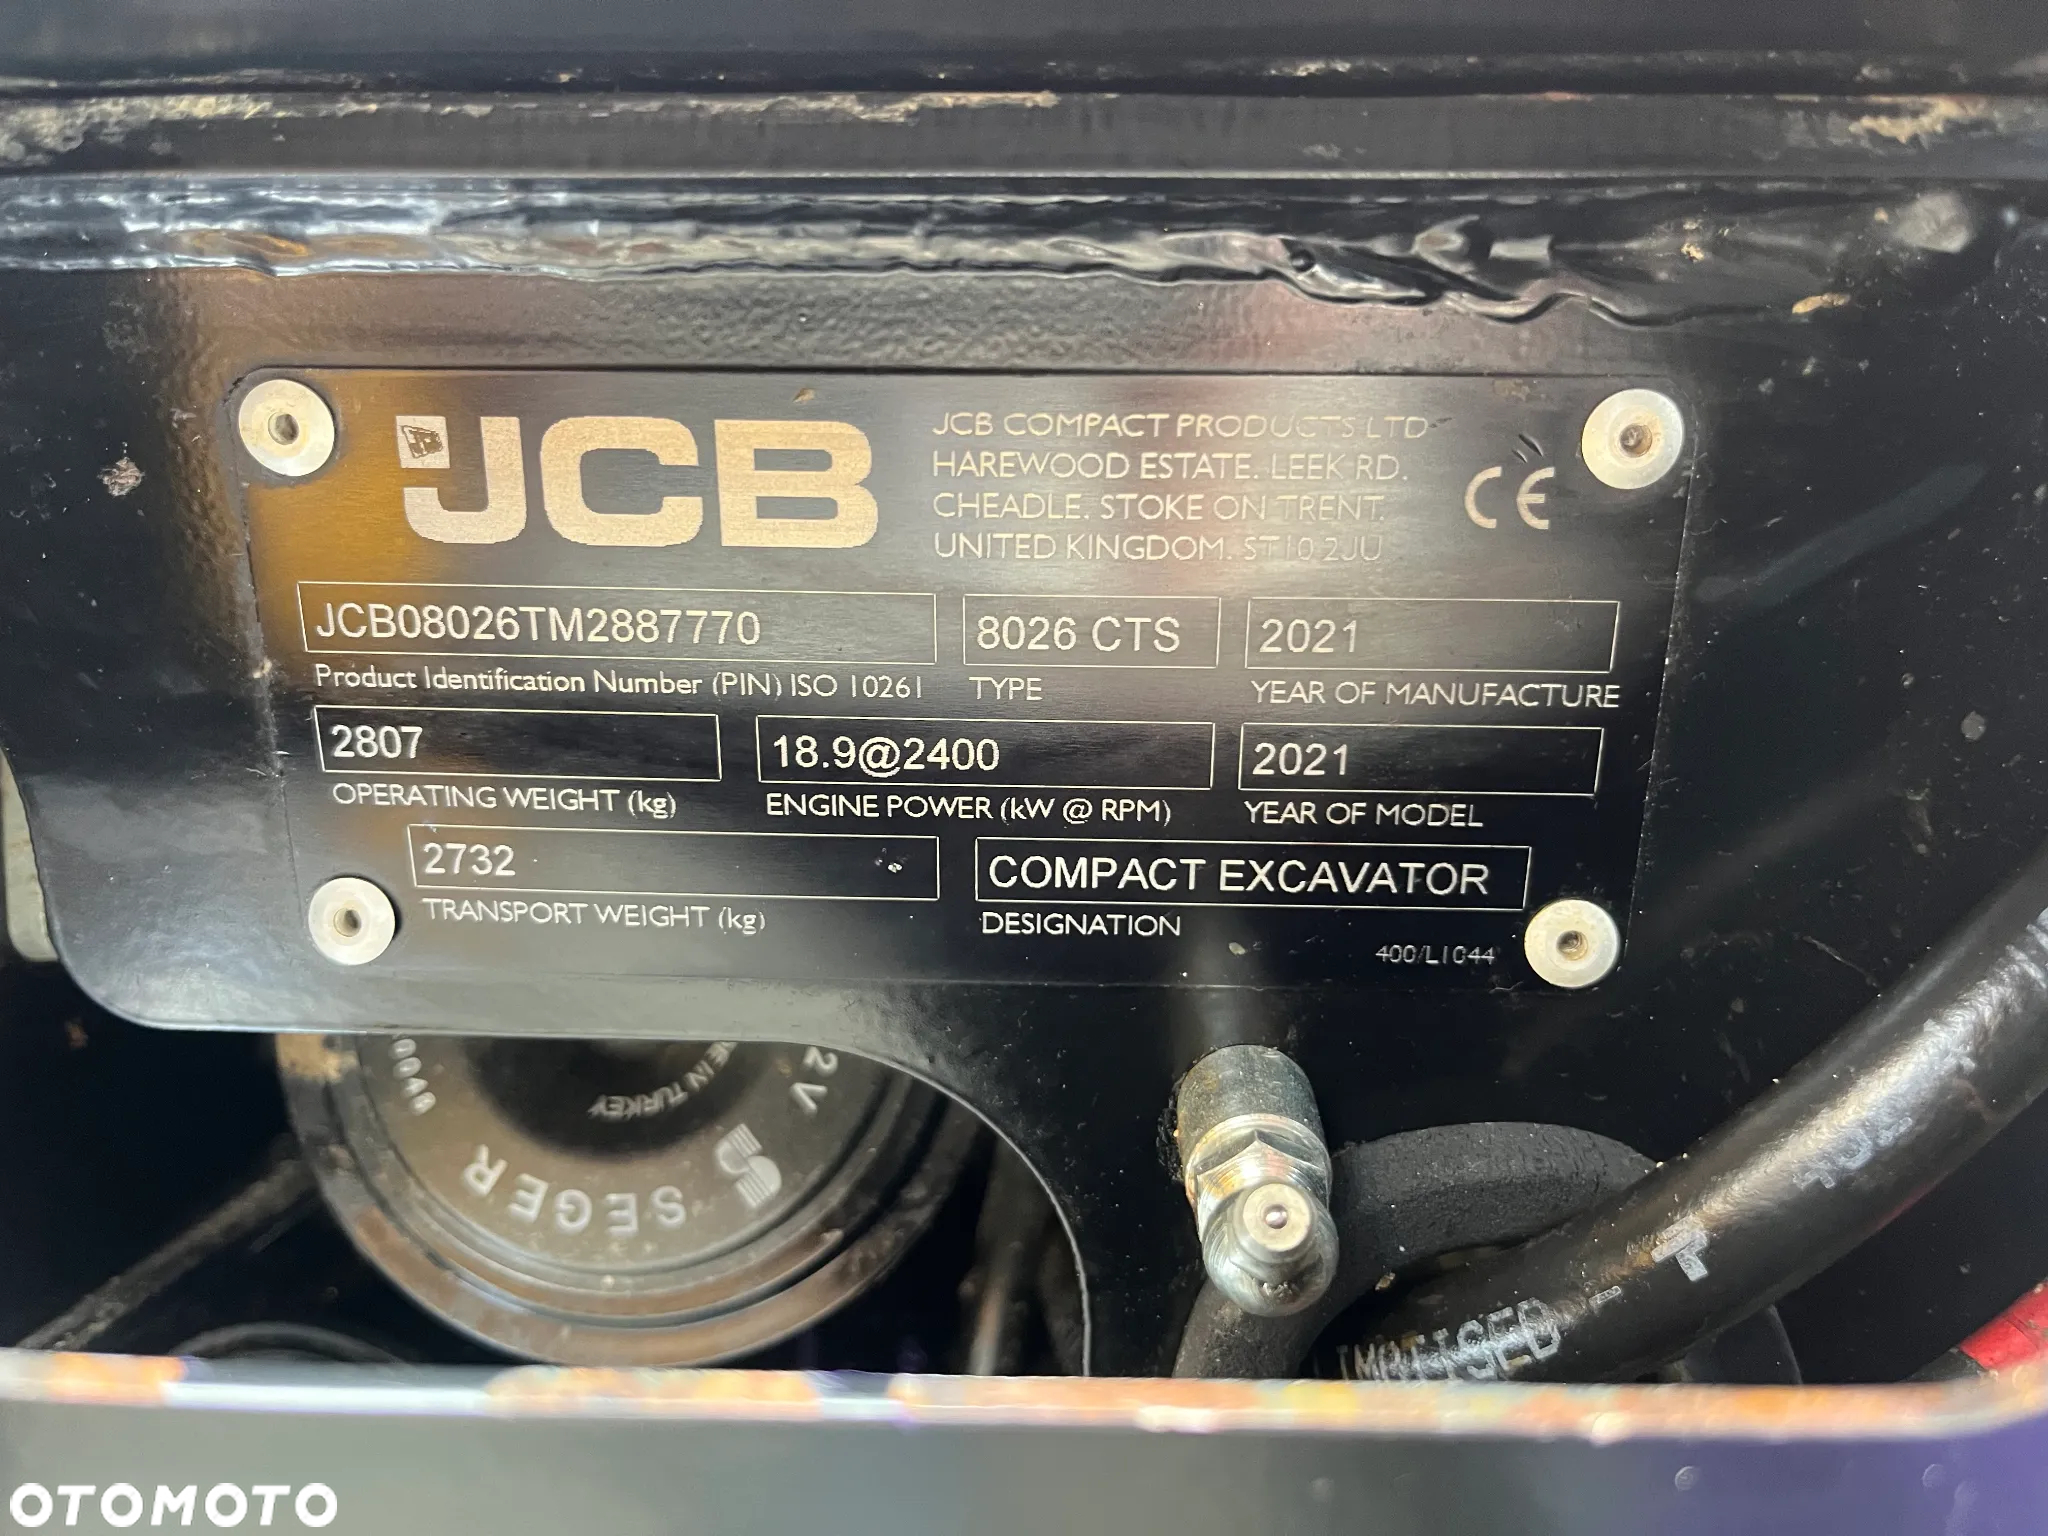 JCB
JCB COMPACT PRODUCTS LTD
HAREWOOD ESTATE. LEEK RD.
CHEADLE. STOKE ON TRENT.
UNITED KINGDOM. ST10 2JU
CE
JCB08026TM2887770
Product Identification Number (PIN) ISO 10261
8026 CTS
TYPE
2021
YEAR OF MANUFACTURE
2807
OPERATING WEIGHT (kg)
18.9@2400
ENGINE POWER (kW @ RPM)
2021
YEAR OF MODEL
2732
TRANSPORT WEIGHT (kg)
COMPACT EXCAVATOR
DESIGNATION
400/L1044
SEGER
IN TURKEY
OTOMOTO